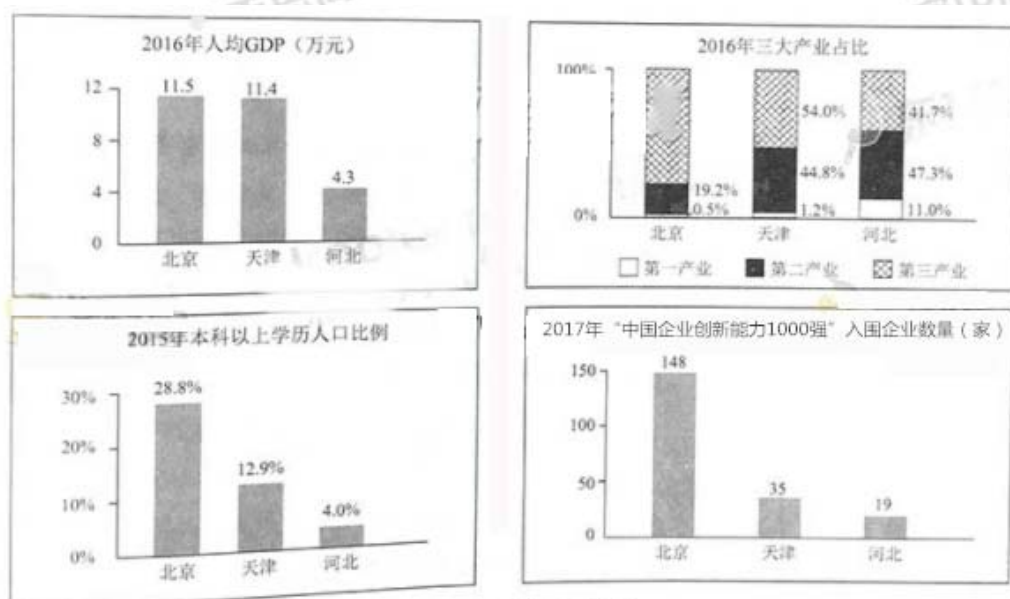 2016年人均GDP（万元）
12
8
4
0
11.5
11.4
4.3
北京
天津
河北
2016年三大产业占比
100%
0%
19.2%
0.5%
54.0%
44.8%
1.2%
41.7%
47.3%
11.0%
北京
天津
河北
第一产业
第二产业
第三产业
2015年本科以上学历人口比例
30%
20%
10%
0%
28.8%
12.9%
4.0%
北京
天津
河北
2017年“中国企业创新能力1000强”入围企业数量（家）
150
100
50
0
148
35
19
北京
天津
河北